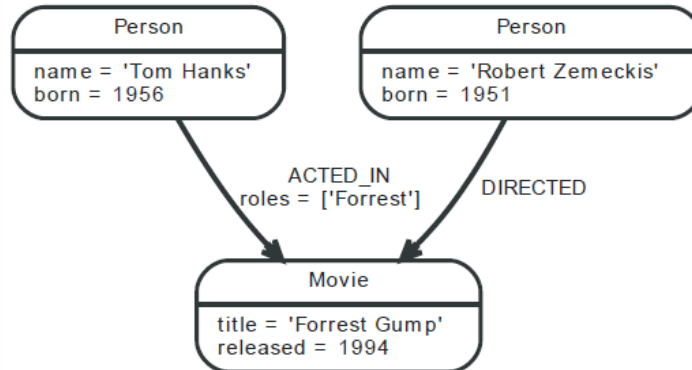 Person
name = 'Tom Hanks'
born = 1956
Person
name = 'Robert Zemeckis'
born = 1951
ACTED_IN
roles = ['Forrest']
DIRECTED
Movie
title = 'Forrest Gump'
released = 1994